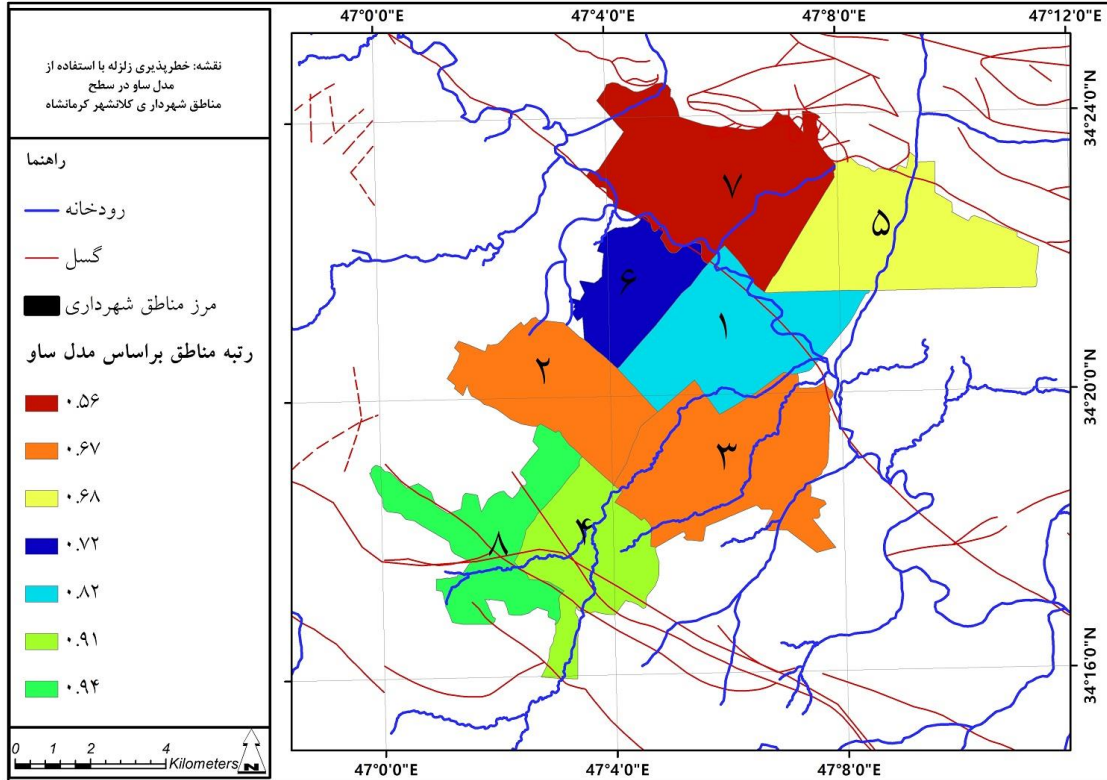 نقشه: خطرپذیری زلزله با استفاده از
مدل ساو در سطح
مناطق شهردار ی کلانشهر کرمانشاه
راهنما
رودخانه
گسل
مرز مناطق شهرداری
رتبه مناطق براساس مدل ساو
۰.۵۶
۰.۶۷
۰.۶۸
۰.۷۲
۰.۸۲
۰.۹۱
۰.۹۴
0 1 2 4 Kilometers
N
47°0'0"E 47°4'0"E 47°8'0"E 47°12'0"E
34°24'0"N
34°20'0"N
34°16'0"N
۷
۵
۶
۱
۲
۳
۴
۸
47°0'0"E 47°4'0"E 47°8'0"E